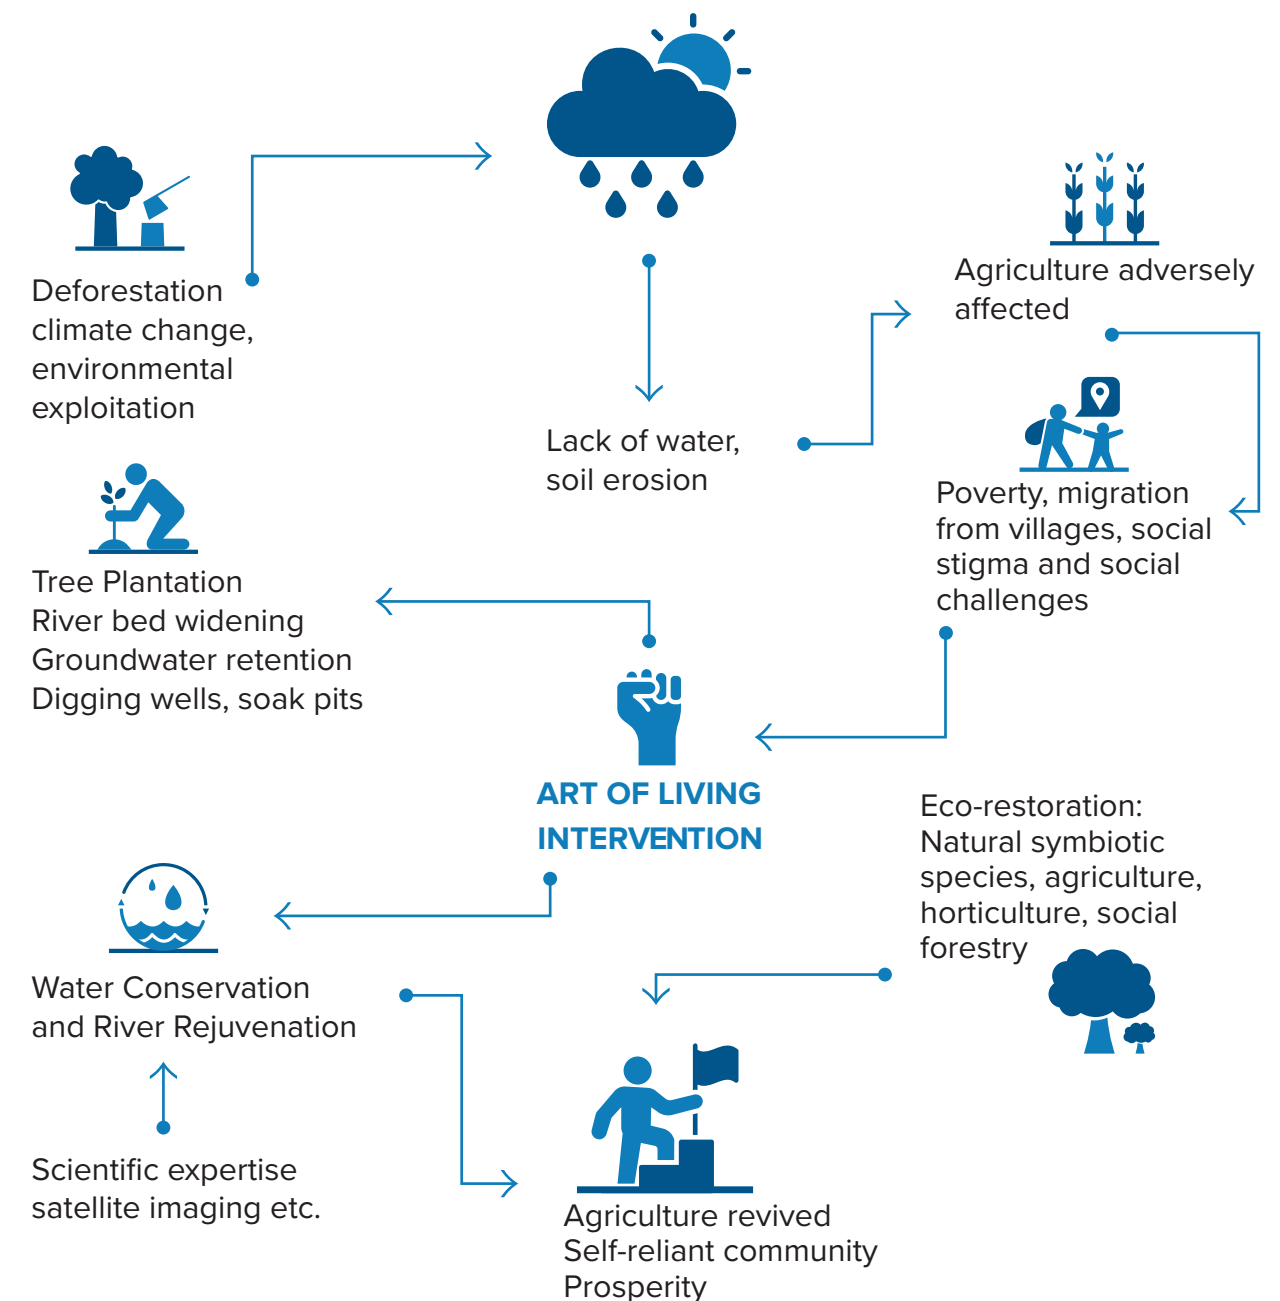 Deforestation
climate change,
environmental
exploitation
Lack of water,
soil erosion
Agriculture adversely
affected
Poverty, migration
from villages, social
stigma and social
challenges
Tree Plantation
River bed widening
Groundwater retention
Digging wells, soak pits
ART OF LIVING
INTERVENTION
Water Conservation
and River Rejuvenation
Scientific expertise
satellite imaging etc.
Eco-restoration:
Natural symbiotic
species, agriculture,
horticulture, social
forestry
Agriculture revived
Self-reliant community
Prosperity